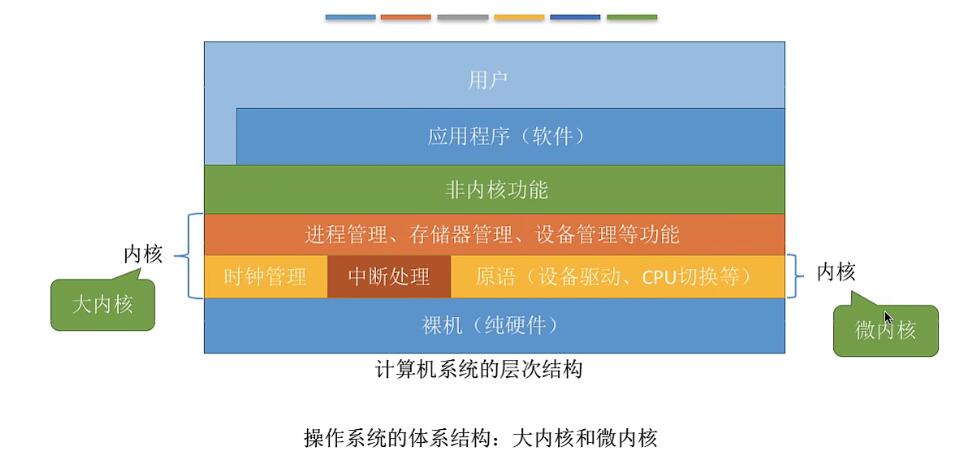 用户
应用程序（软件）
非内核功能
进程管理、存储器管理、设备管理等功能
内核
时钟管理 中断处理 原语（设备驱动、CPU切换等）
内核
大内核
裸机（纯硬件）
微内核
计算机系统的层次结构
操作系统的体系结构：大内核和微内核